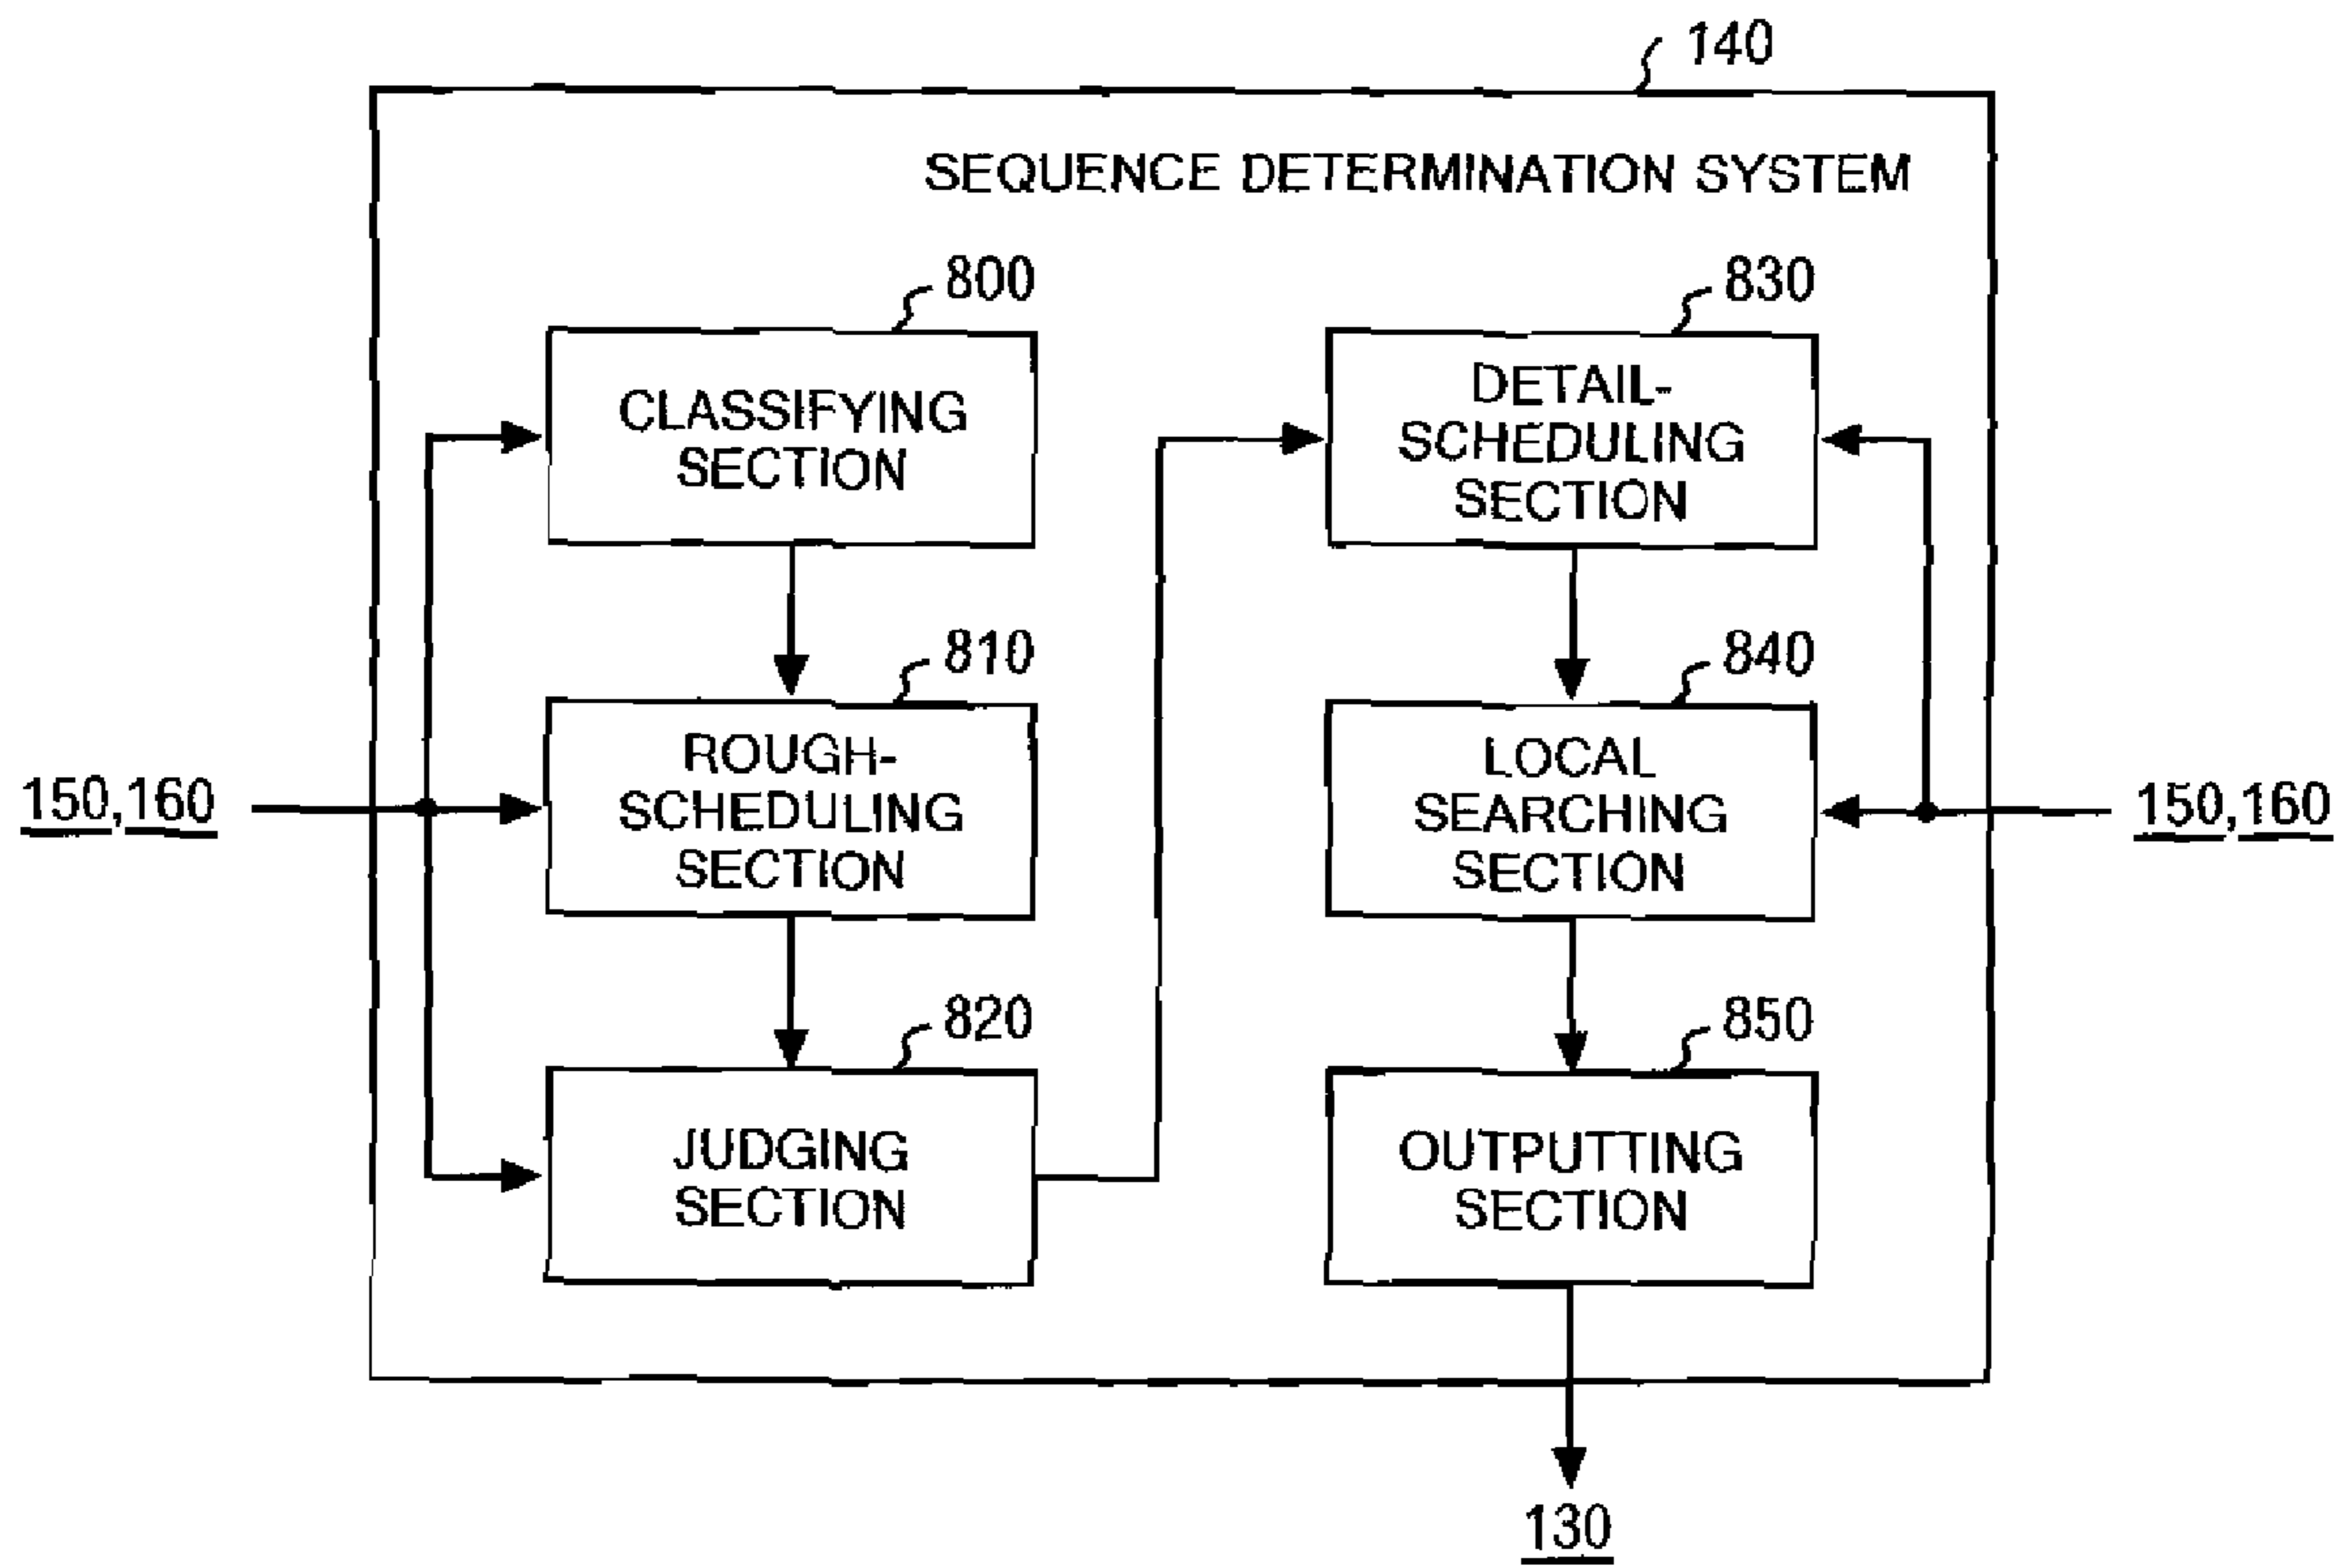 140
SEQUENCE DETERMINATION SYSTEM
800
CLASSIFYING
SECTION
810
ROUGH-
SCHEDULING
SECTION
820
JUDGING
SECTION
830
DETAIL-
SCHEDULING
SECTION
840
LOCAL
SEARCHING
SECTION
850
OUTPUTTING
SECTION
150,160
150,160
130